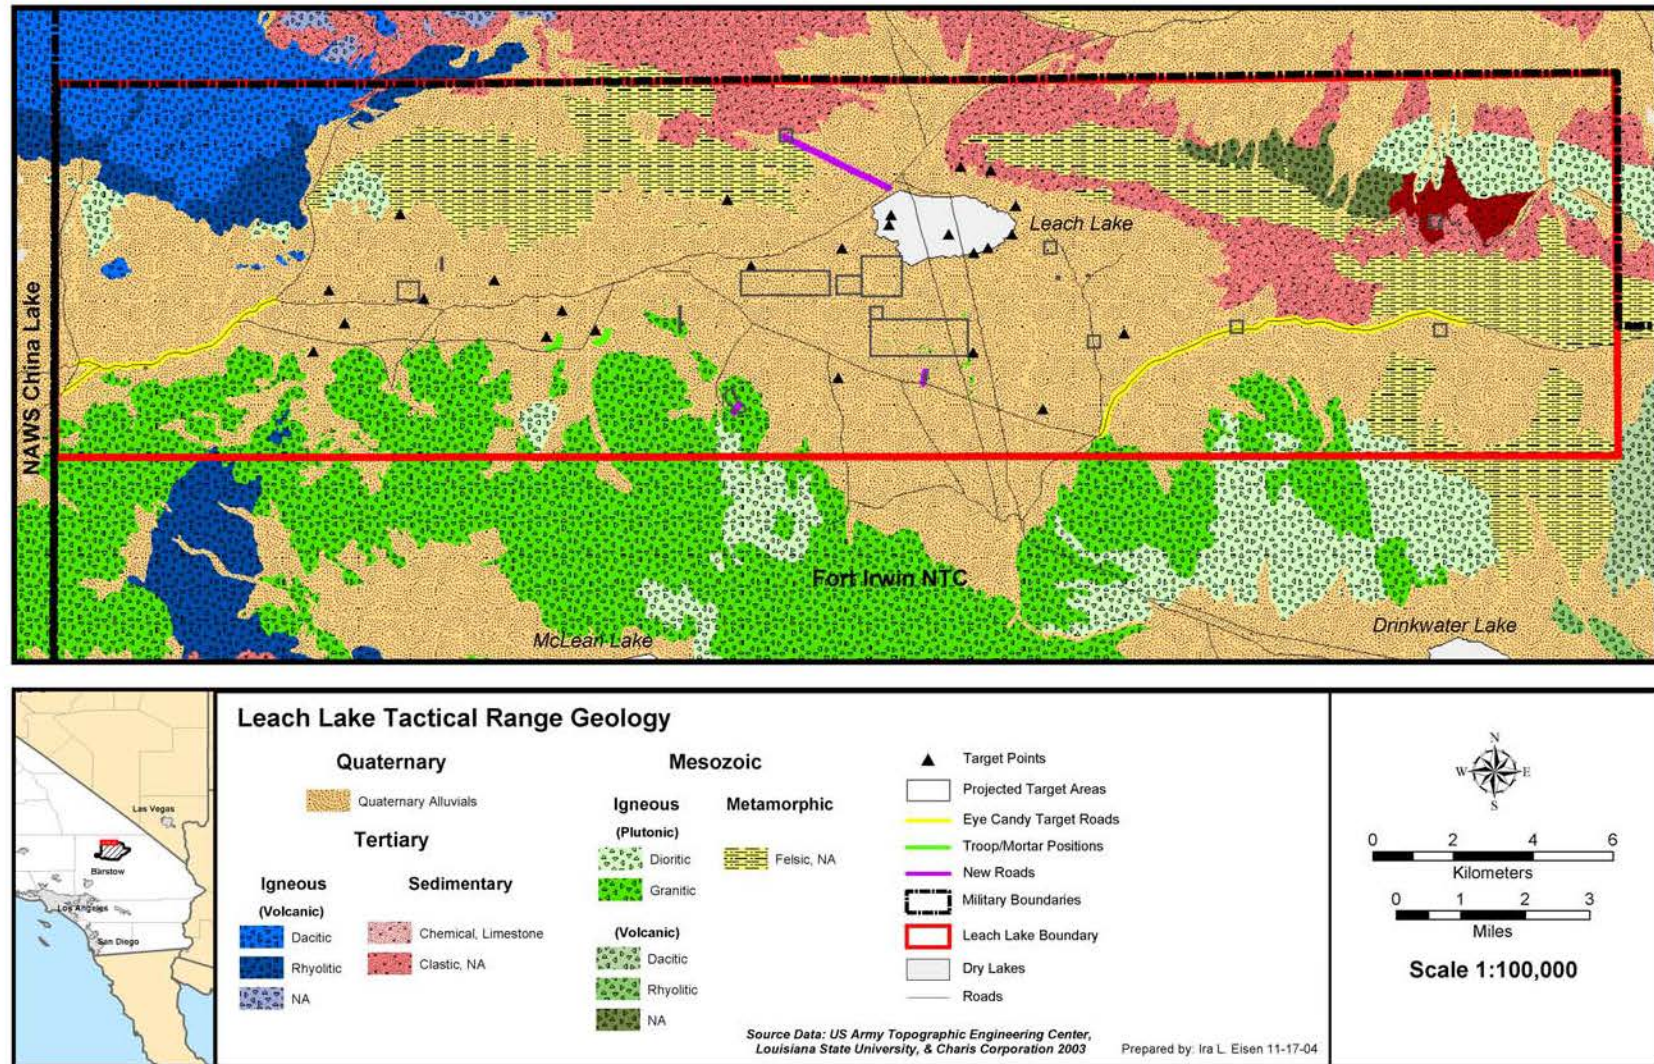 Leach Lake
NAWS China Lake
Fort Irwin NTC
McLean Lake
Drinkwater Lake
Las Vegas
Barstow
Los Angeles
San Diego
Leach Lake Tactical Range Geology
Quaternary
Quaternary Alluvials
Tertiary
Igneous
(Volcanic)
Dacitic
Rhyolitic
NA
Sedimentary
Chemical, Limestone
Clastic, NA
Mesozoic
Igneous
(Plutonic)
Dioritic
Granitic
(Volcanic)
Dacitic
Rhyolitic
NA
Metamorphic
Felsic, NA
Target Points
Projected Target Areas
Eye Candy Target Roads
Troop/Mortar Positions
New Roads
Military Boundaries
Leach Lake Boundary
Dry Lakes
Roads
Source Data: US Army Topographic Engineering Center,
Louisiana State University, & Charis Corporation 2003
Prepared by: Ira L. Eisen 11-17-04
N
W E
S
0 2 4 6
Kilometers
0 1 2 3
Miles
Scale 1:100,000